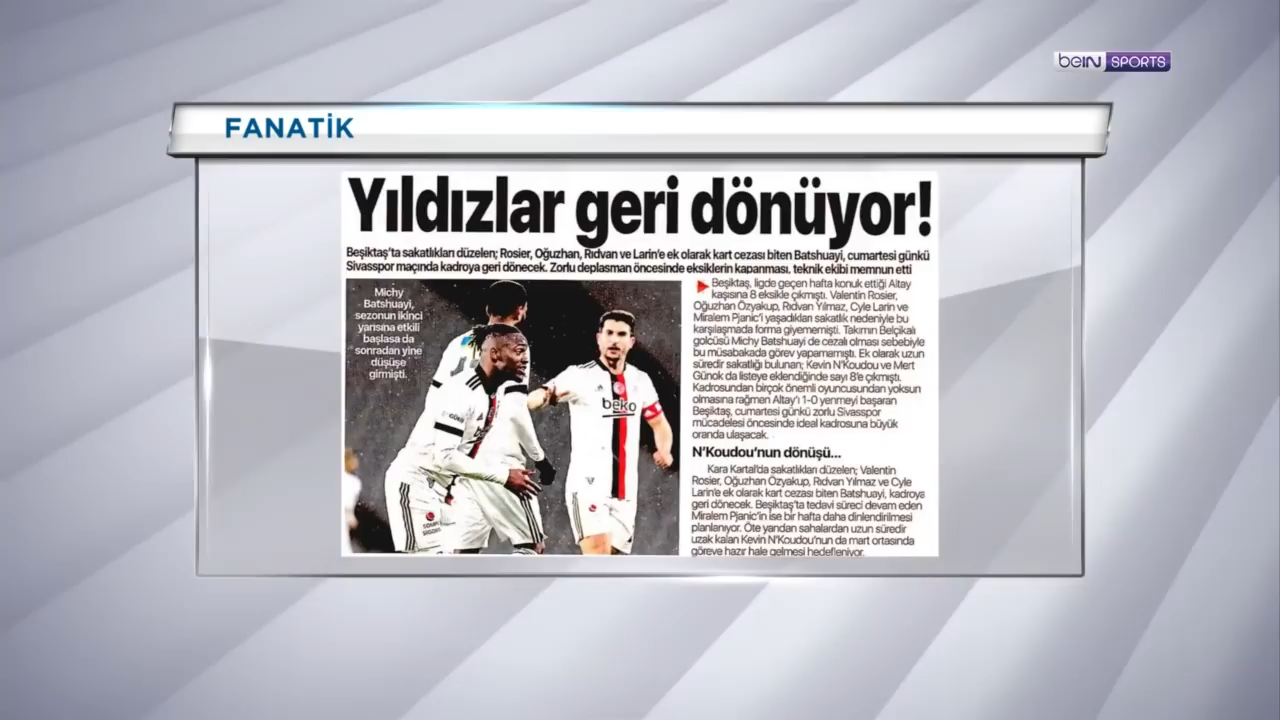 beIN SPORTS
FANATİK
Yıldızlar geri dönüyor!
Beşiktaş’ta sakatlıkları düzelen; Rosier, Oğuzhan, Rıdvan ve Larin’e ek olarak kart cezası biten Batshuayi, cumartesi günkü
Sivasspor maçında kadroya geri dönecek. Zorlu deplasman öncesinde eksiklerin kapanması, teknik ekibi memnun etti
Michy
Batshuayi,
sezonun ikinci
yarısına etkili
başlasa da
sonradan yine
düşüşe
girmişti.
beko
Beşiktaş, ligde geçen hafta konuk ettiği Altay
kaşısına 8 eksikle çıkmıştı. Valentin Rosier,
Oğuzhan Özyakup, Rıdvan Yılmaz, Cyle Larin ve
Miralem Pjanic’i yaşadıkları sakatlık nedeniyle bu
karşılaşmada forma giyememişti. Takımın Belçikalı
golcüsü Michy Batshuayi de cezalı olması sebebiyle
bu müsabakada görev yapamamıştı. Ek olarak uzun
süredir sakatlığı bulunan; Kevin N’Koudou ve Mert
Günok da listeye eklendiğinde sayı 8’e çıkmıştı.
Kadrosundan birçok önemli oyuncusundan yoksun
olmasına rağmen Altay’ı 1-0 yenmeyi başaran
Beşiktaş, cumartesi günkü zorlu Sivasspor
mücadelesi öncesinde ideal kadrosuna büyük
oranda ulaşacak.
N’Koudou’nun dönüşü...
Kara Kartal’da sakatlıkları düzelen; Valentin
Rosier, Oğuzhan Özyakup, Rıdvan Yılmaz ve Cyle
Larin’e ek olarak kart cezası biten Batshuayi, kadroya
geri dönecek. Beşiktaş’ta tedavi süreci devam eden
Miralem Pjanic’in ise bir hafta daha dinlendirilmesi
planlanıyor. Öte yandan sahalardan uzun süredir
uzak kalan Kevin N’Koudou’nun da mart ortasında
göreve hazır hale gelmesi hedefleniyor.